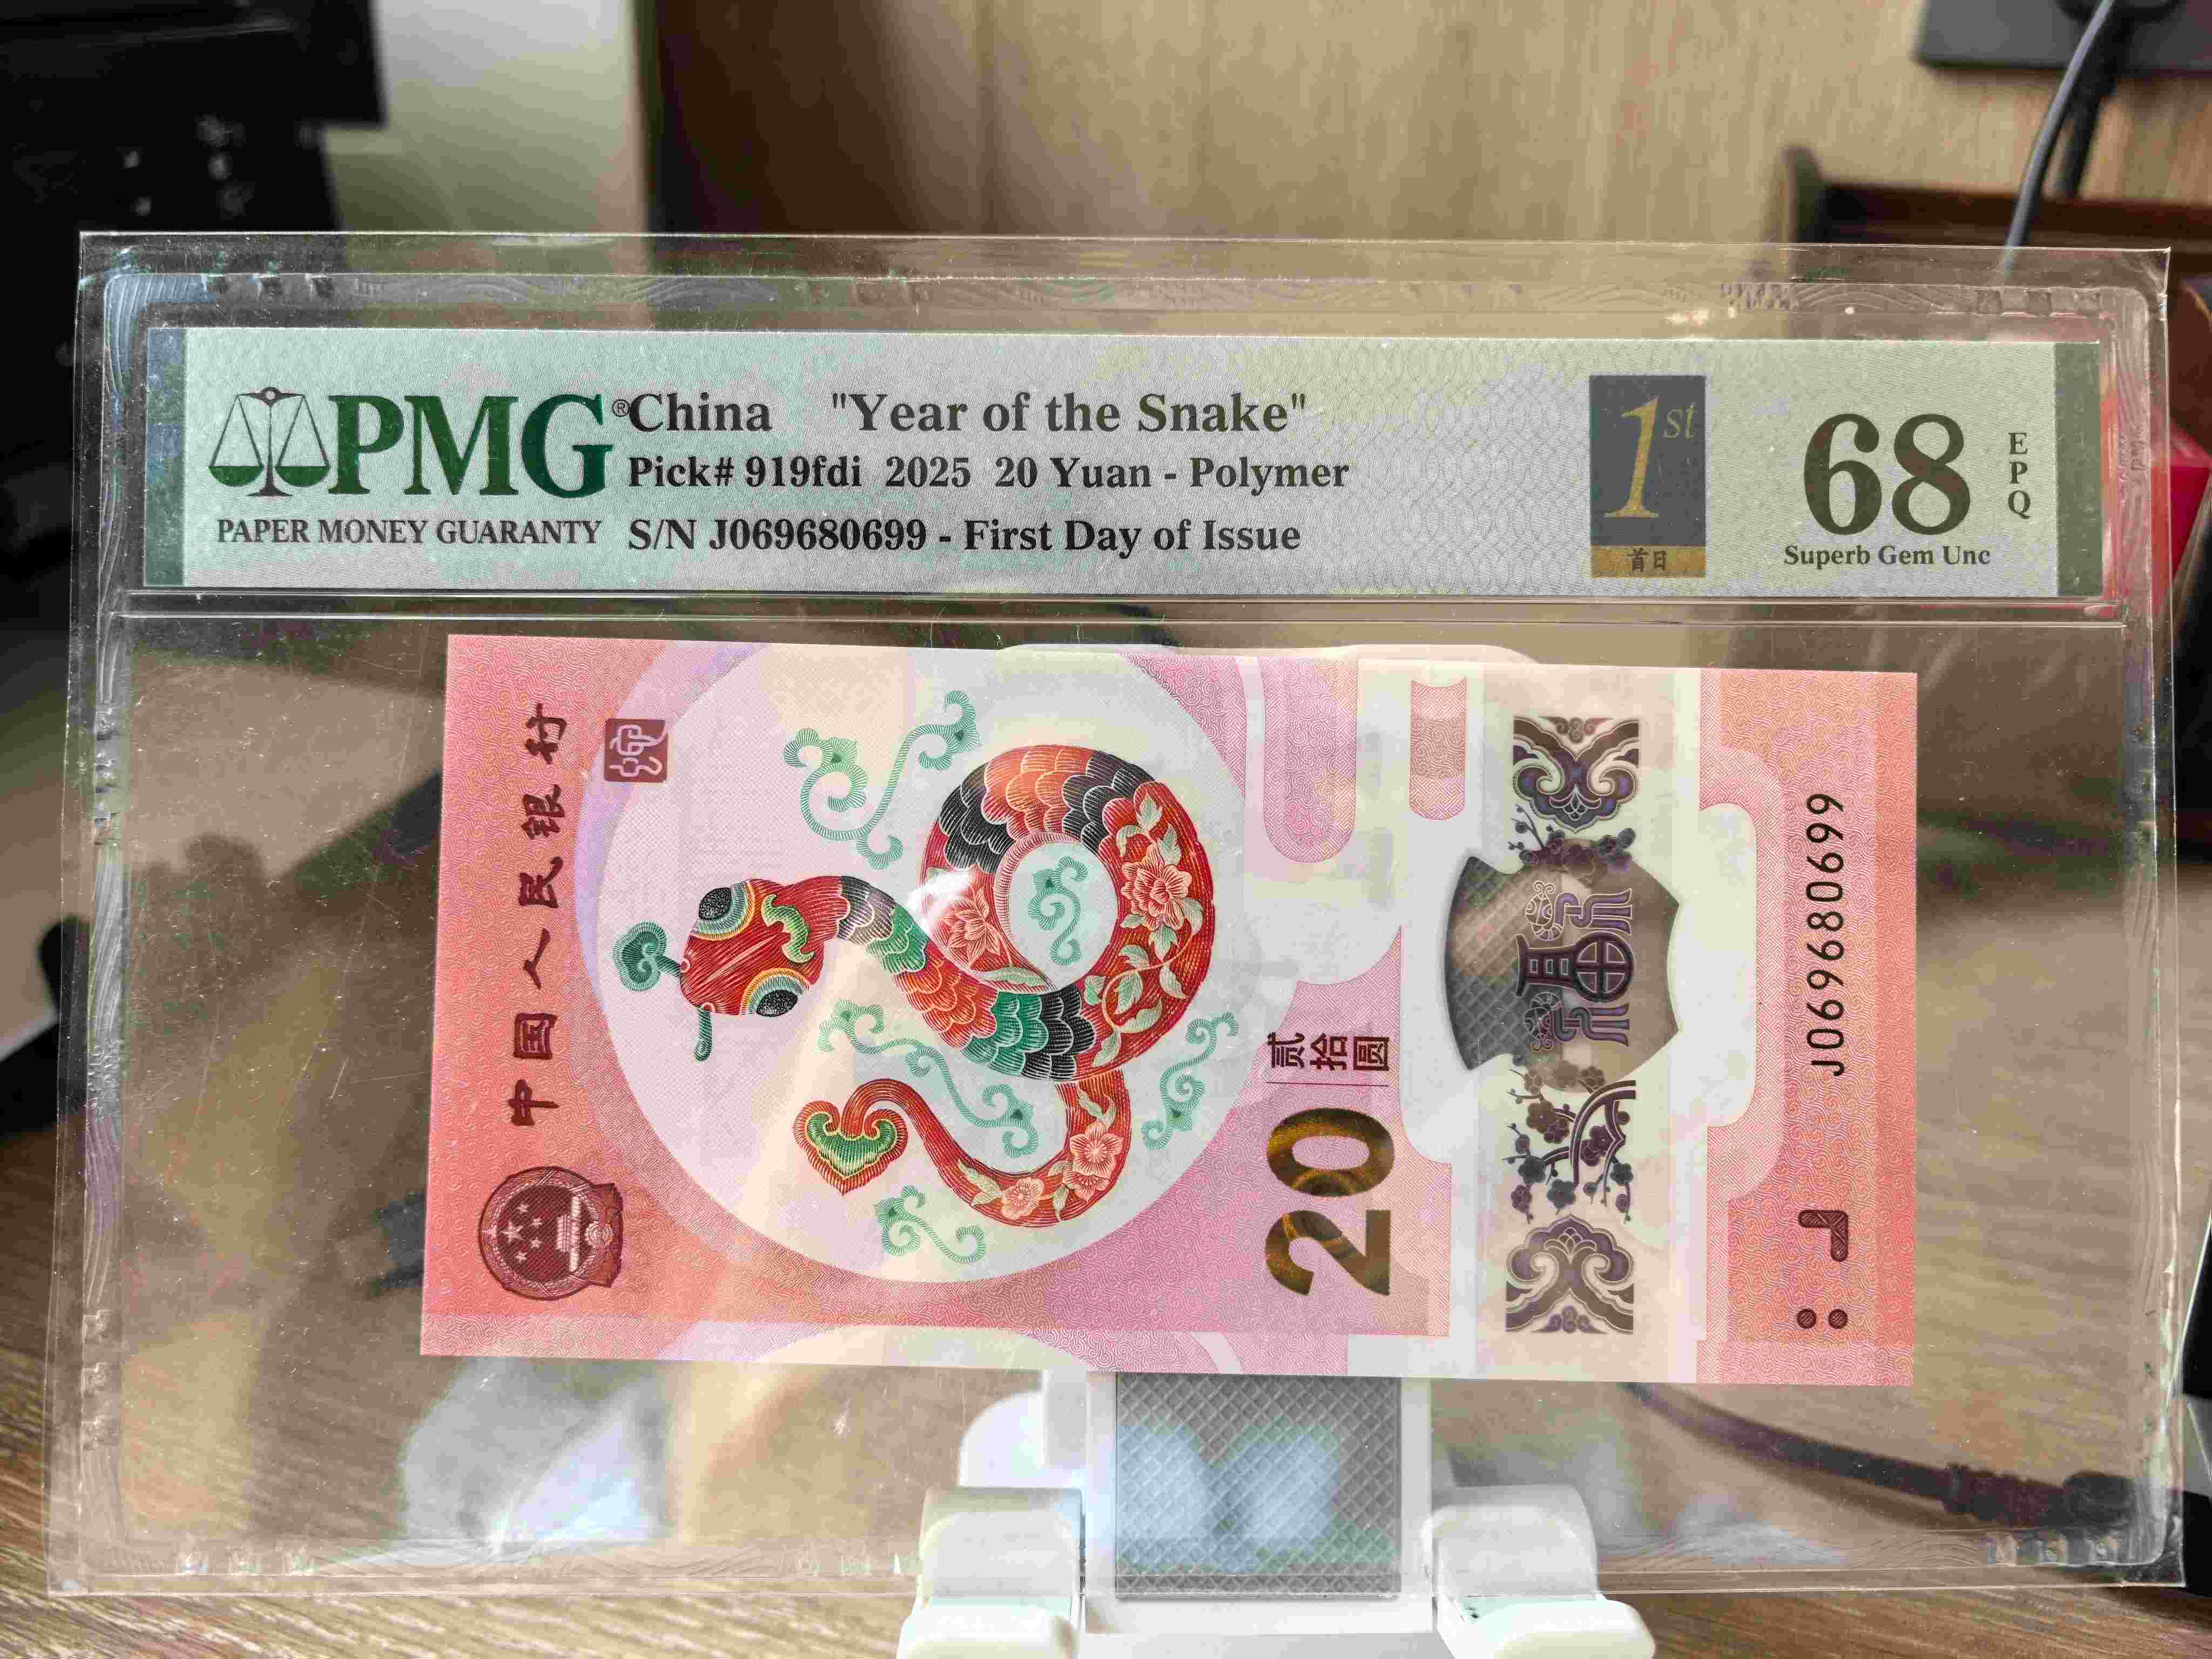 PMG®
PAPER MONEY GUARANTY
China "Year of the Snake"
Pick# 919fdi 2025 20 Yuan - Polymer
S/N J069680699 - First Day of Issue
1st
首日
68
EPQ
Superb Gem Unc
中国人民银行
20
贰拾圆
福
J069680699